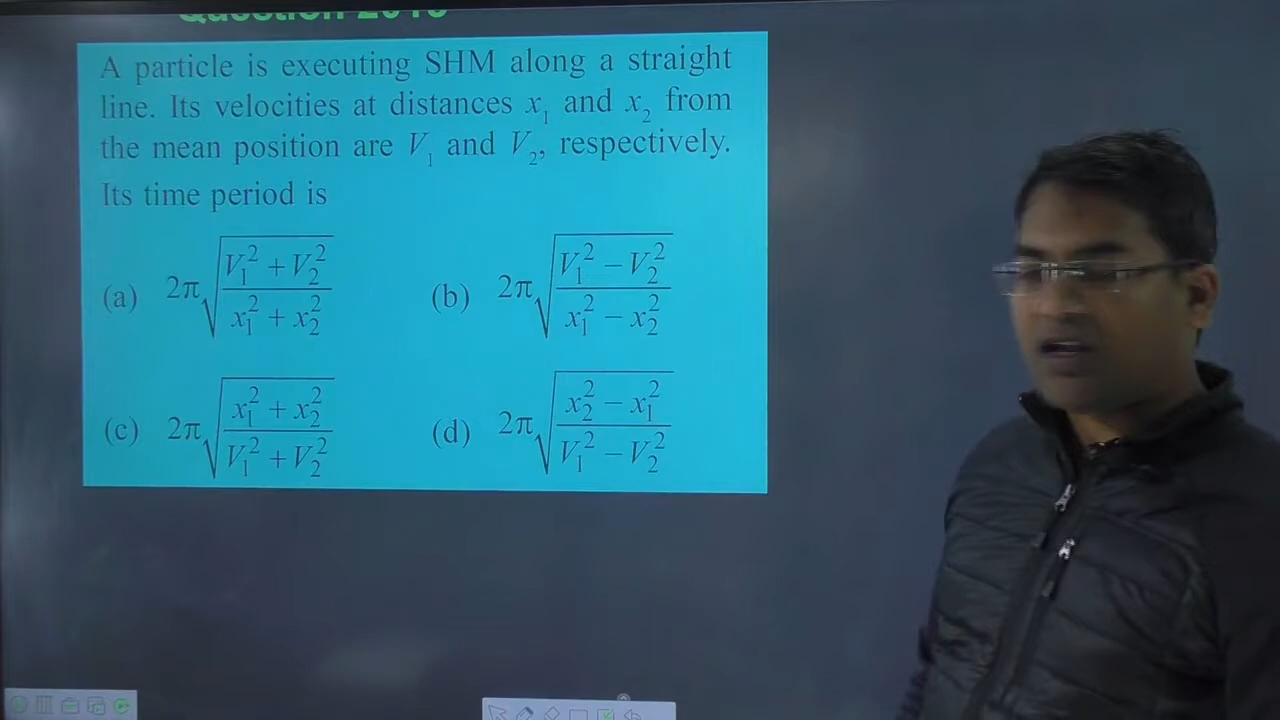 A particle is executing SHM along a straight
line. Its velocities at distances x₁ and x₂ from
the mean position are V₁ and V₂, respectively.
Its time period is
(a) 2π√((V₁² + V₂²)/(x₁² + x₂²)) (b) 2π√((V₁² − V₂²)/(x₁² − x₂²))
(c) 2π√((x₁² + x₂²)/(V₁² + V₂²)) (d) 2π√((x₂² − x₁²)/(V₁² − V₂²))